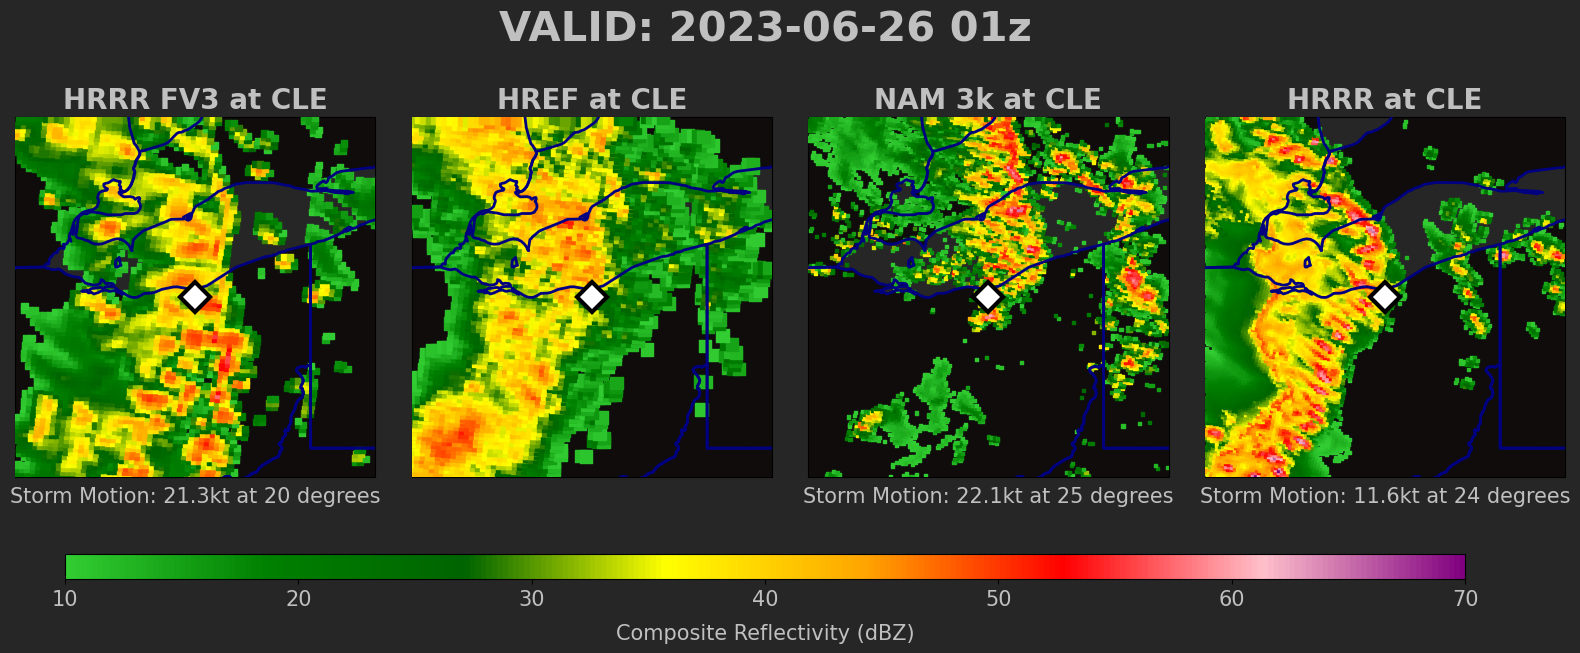 VALID: 2023-06-26 01z
HRRR FV3 at CLE
HREF at CLE
NAM 3k at CLE
HRRR at CLE
Storm Motion: 21.3kt at 20 degrees
Storm Motion: 22.1kt at 25 degrees
Storm Motion: 11.6kt at 24 degrees
10 20 30 40 50 60 70
Composite Reflectivity (dBZ)